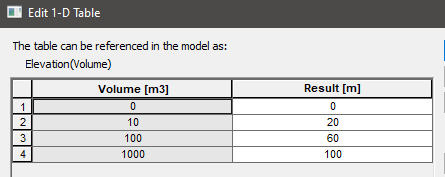 Edit 1-D Table
The table can be referenced in the model as:
Elevation(Volume)
Volume [m3] Result [m]
1 0 0
2 10 20
3 100 60
4 1000 100